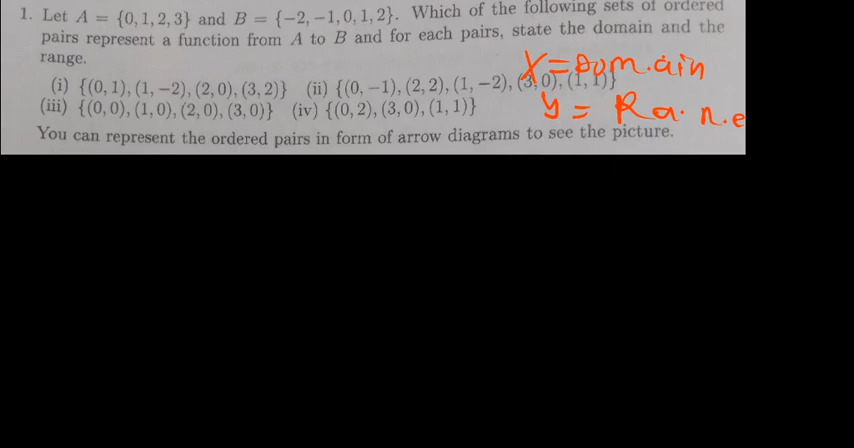 1. Let A = {0, 1, 2, 3} and B = {−2, −1, 0, 1, 2}. Which of the following sets of ordered
pairs represent a function from A to B and for each pairs, state the domain and the
range.
X = Dom.ain
(i) {(0, 1), (1, −2), (2, 0), (3, 2)} (ii) {(0, −1), (2, 2), (1, −2), (3, 0), (1, 1)}
(iii) {(0, 0), (1, 0), (2, 0), (3, 0)} (iv) {(0, 2), (3, 0), (1, 1)}
y = Ra. n.e
You can represent the ordered pairs in form of arrow diagrams to see the picture.